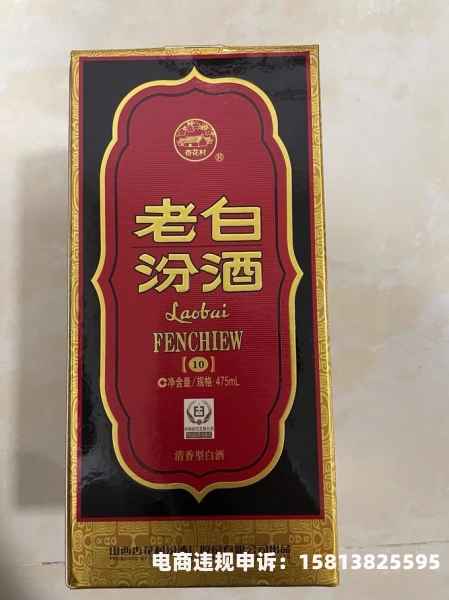 杏花村
®
老白
汾酒
Laobai
FENCHIEW
【10】
净含量/规格 475mL
清香型白酒
电商违规申诉：15813825595